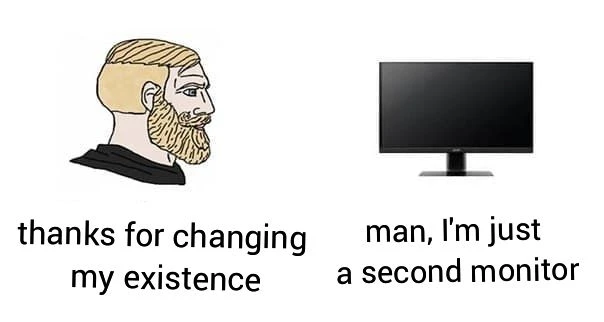 thanks for changing
my existence
man, I'm just
a second monitor